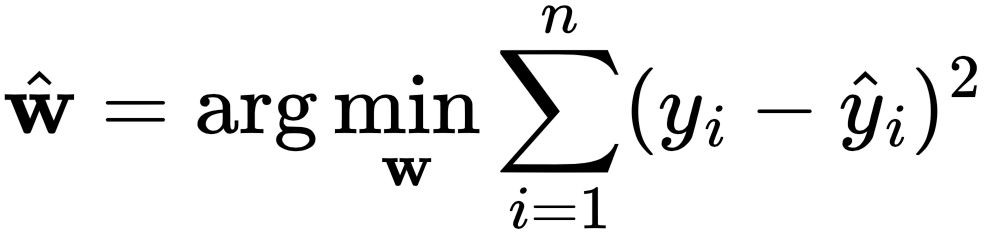 ŵ = arg min_w ∑_{i=1}^{n} (y_i − ŷ_i)^2